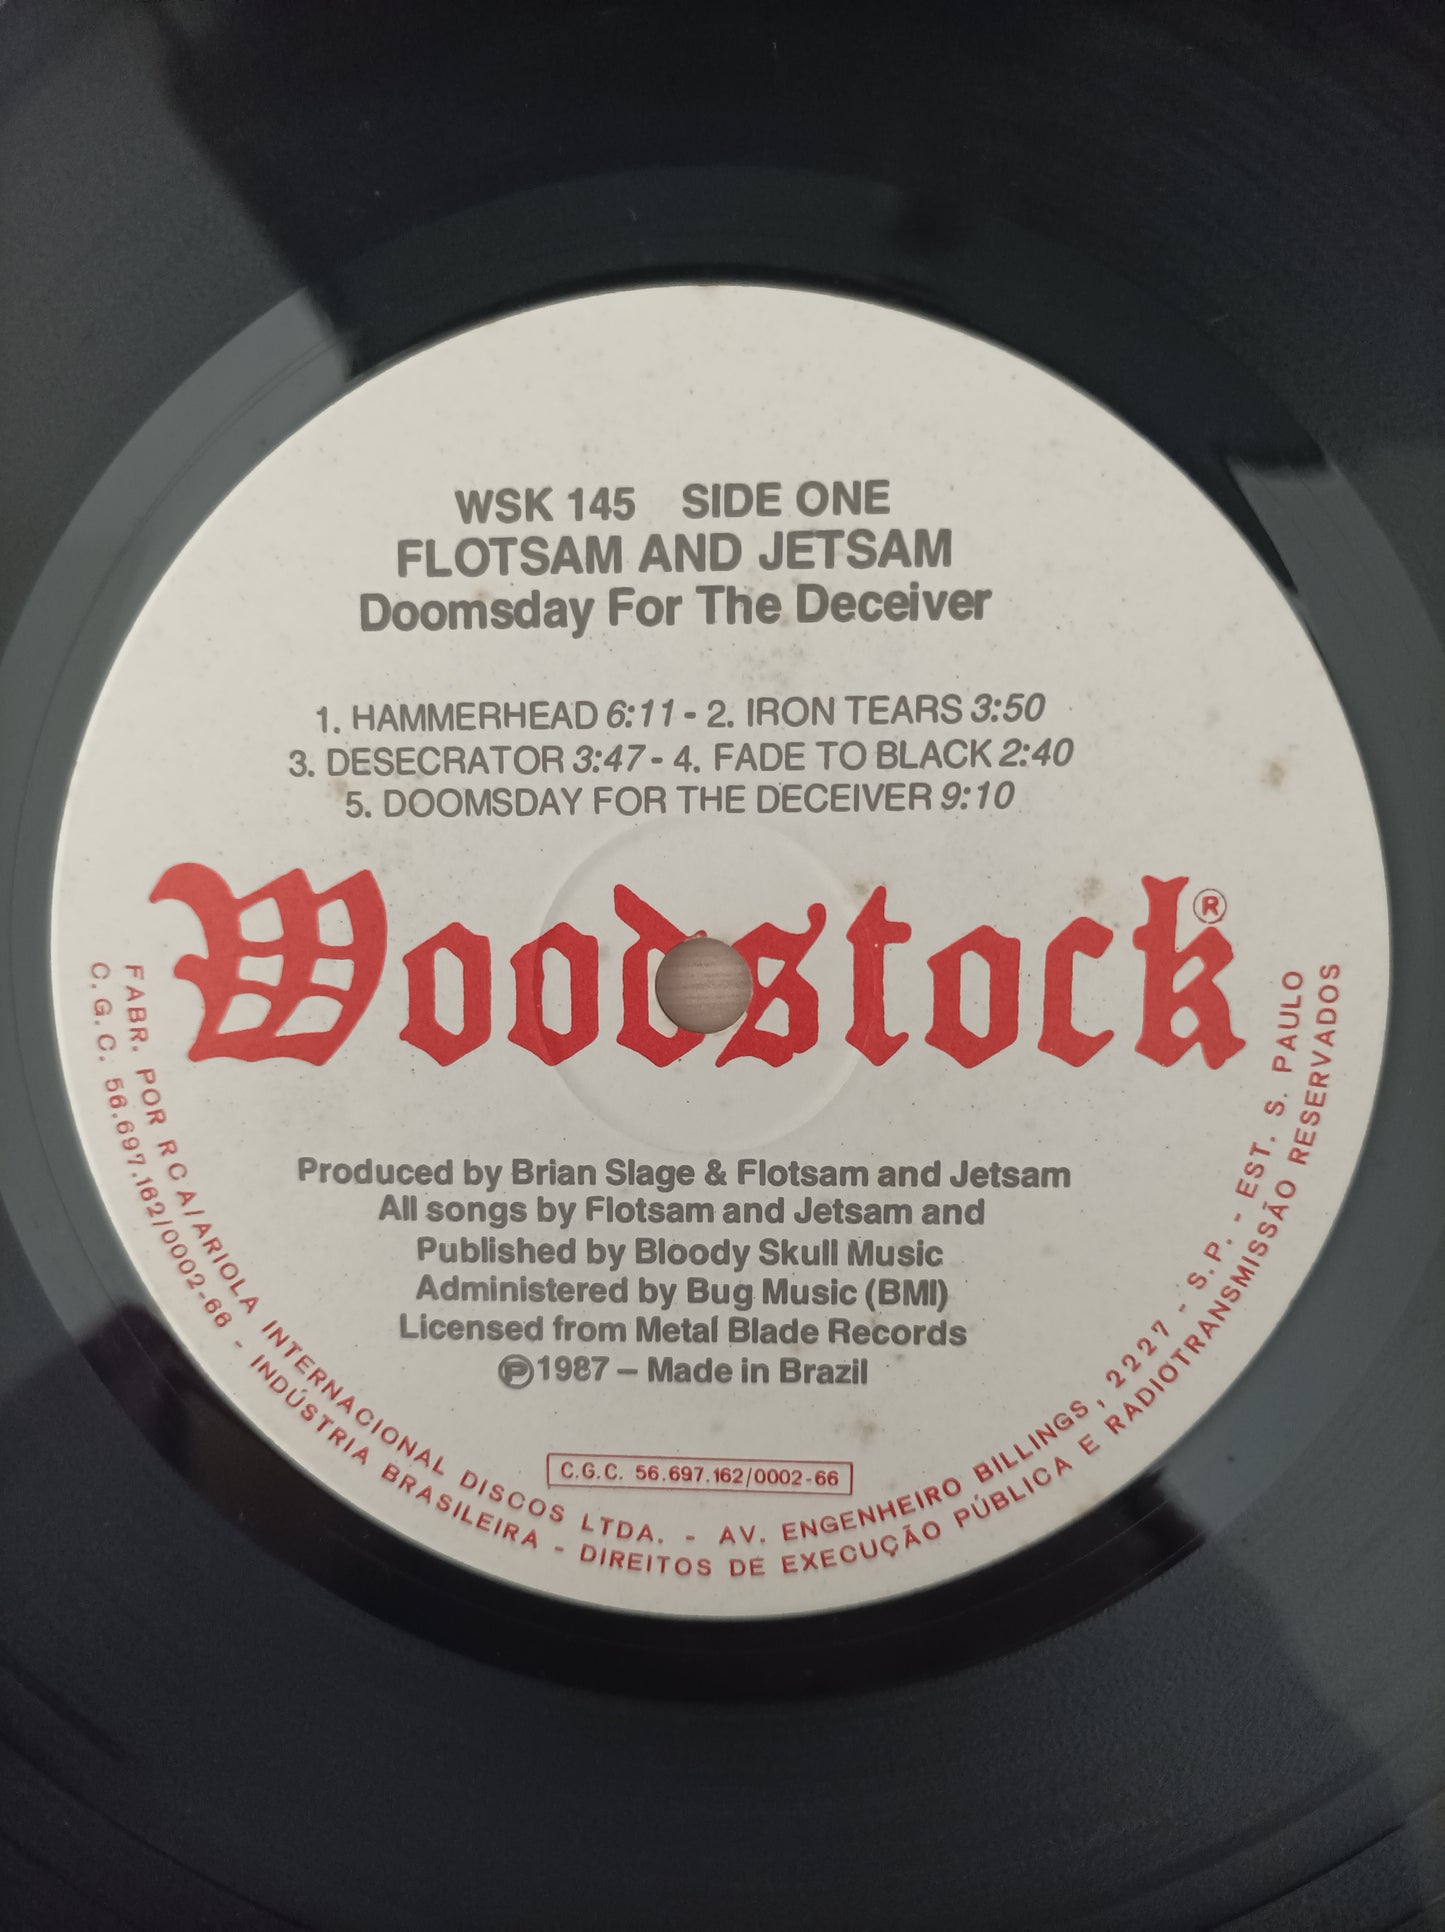 WSK 145 SIDE ONE
FLOTSAM AND JETSAM
Doomsday For The Deceiver
1. HAMMERHEAD 6:11 - 2. IRON TEARS 3:50
3. DESECRATOR 3:47 - 4. FADE TO BLACK 2:40
5. DOOMSDAY FOR THE DECEIVER 9:10
Woodstock ®
Produced by Brian Slage & Flotsam and Jetsam
All songs by Flotsam and Jetsam and
Published by Bloody Skull Music
Administered by Bug Music (BMI)
Licensed from Metal Blade Records
℗1987 – Made in Brazil
C.G.C. 56.697.162/0002-66
FABR. POR RCA/ARIOLA INTERNACIONAL DISCOS LTDA. - AV. ENGENHEIRO BILLINGS, 2227 - S.P. - EST. S. PAULO
C.G.C. 56.697.162/0002-66 - INDÚSTRIA BRASILEIRA - DIREITOS DE EXECUÇÃO PÚBLICA E RADIOTRANSMISSÃO RESERVADOS